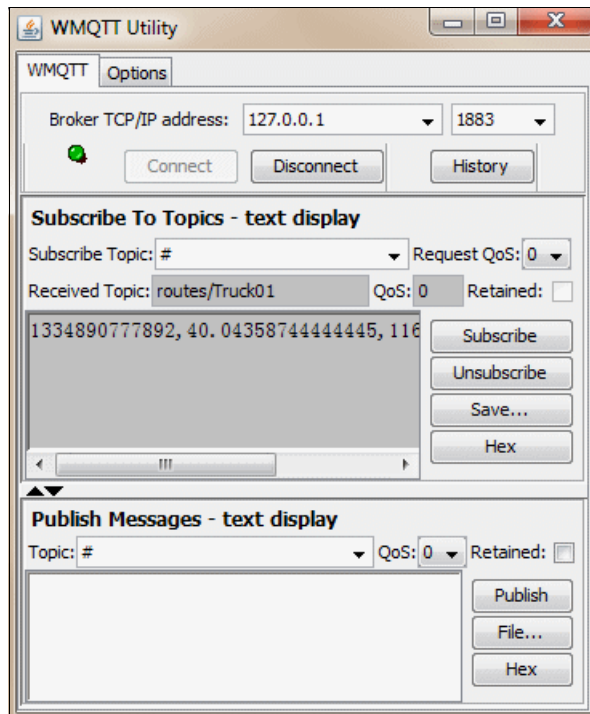 WMQTT Utility
WMQTT Options
Broker TCP/IP address: 127.0.0.1 1883
Connect Disconnect History
Subscribe To Topics - text display
Subscribe Topic: # Request QoS: 0
Received Topic: routes/Truck01 QoS: 0 Retained:
1334890777892,40.04358744444445,116
Subscribe
Unsubscribe
Save...
Hex
Publish Messages - text display
Topic: # QoS: 0 Retained:
Publish
File...
Hex